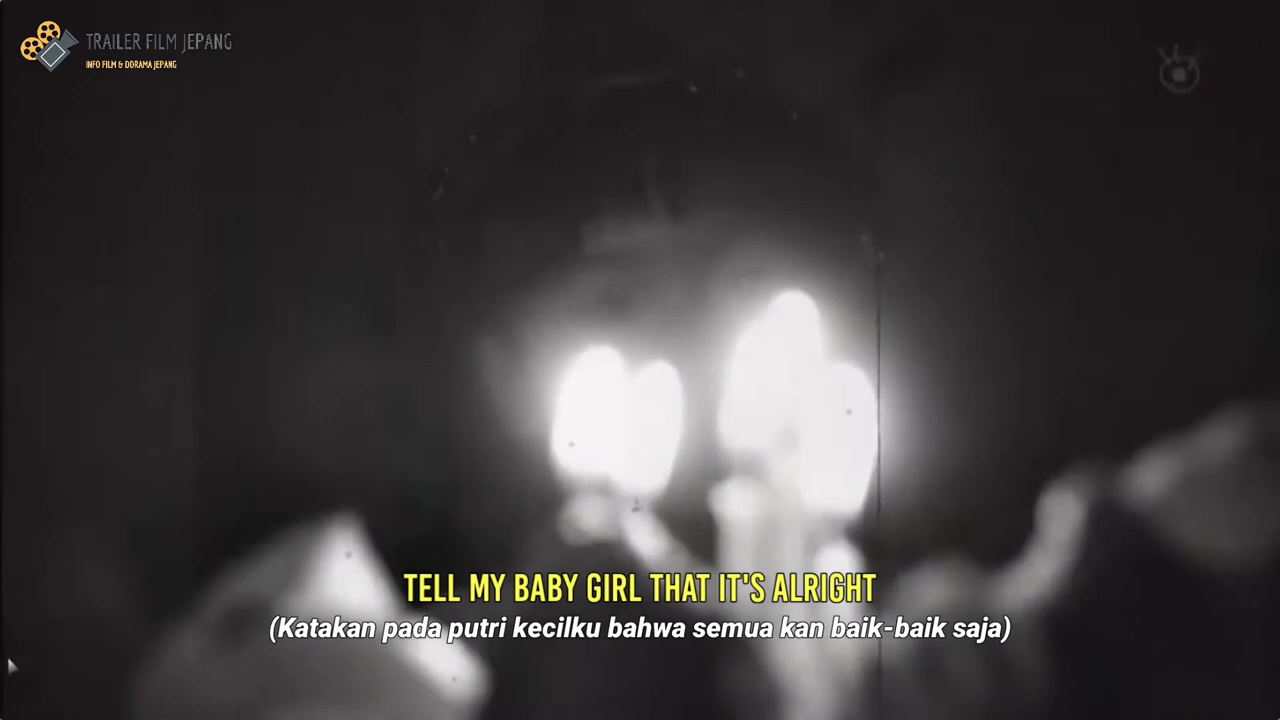 TRAILER FILM JEPANG
INFO FILM & DORAMA JEPANG
TELL MY BABY GIRL THAT IT'S ALRIGHT
(Katakan pada putri kecilku bahwa semua kan baik-baik saja)